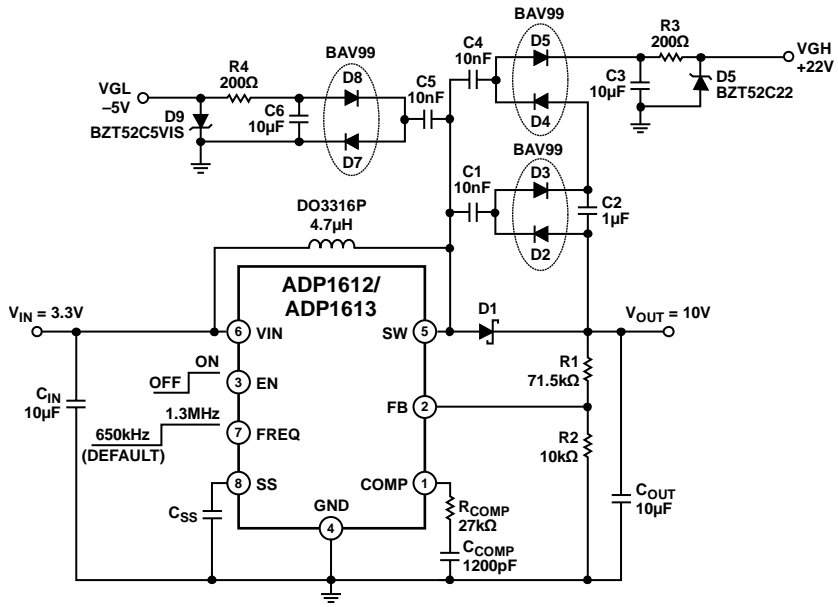 BAV99
C4
10nF
D5
D4
R3
200Ω
VGH
+22V
C3
10µF
D5
BZT52C22
BAV99
R4
200Ω
VGL
–5V
D9
BZT52C5VIS
C6
10µF
D8
D7
C5
10nF
BAV99
C1
10nF
D3
D2
C2
1µF
DO3316P
4.7µH
ADP1612/
ADP1613
VIN = 3.3V
6
VIN
SW
5
D1
VOUT = 10V
ON
OFF
3
EN
R1
71.5kΩ
CIN
10µF
FB
2
1.3MHz
650kHz
(DEFAULT)
7
FREQ
R2
10kΩ
8
SS
COMP
1
CSS
GND
4
RCOMP
27kΩ
CCOMP
1200pF
COUT
10µF